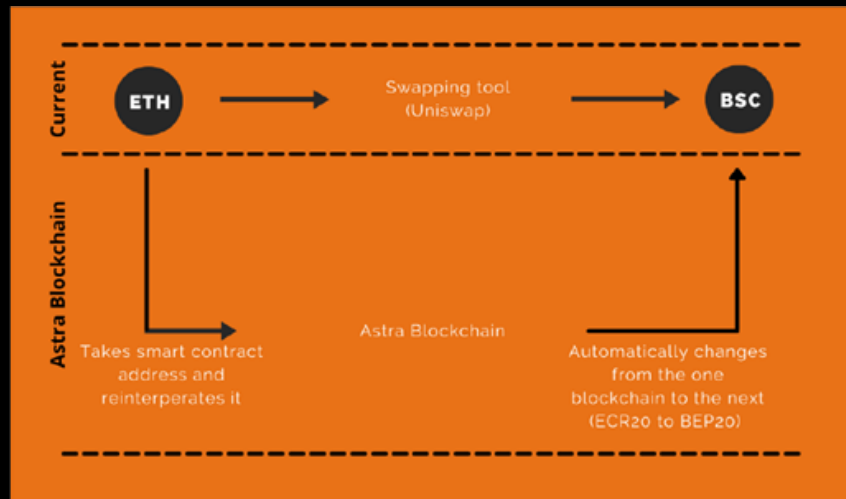 Current
ETH
Swapping tool
(Uniswap)
BSC
Astra Blockchain
Takes smart contract
address and
reinterperates it
Astra Blockchain
Automatically changes
from the one
blockchain to the next
(ECR20 to BEP20)